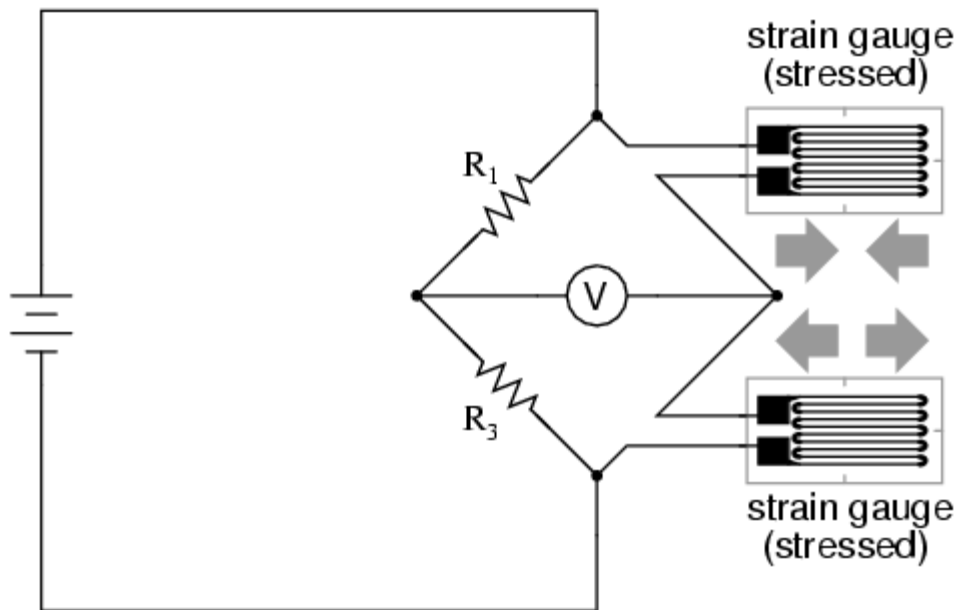 strain gauge
(stressed)
R1
V
R3
strain gauge
(stressed)